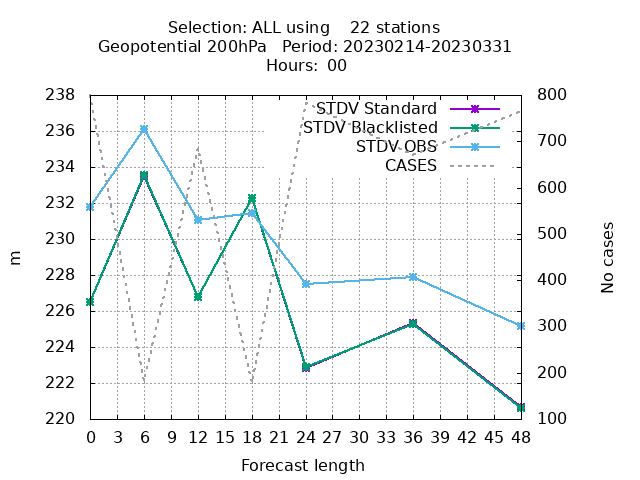 Selection: ALL using    22 stations
Geopotential 200hPa   Period: 20230214-20230331
Hours:  00
STDV Standard
STDV Blacklisted
STDV OBS
CASES
m
238
236
234
232
230
228
226
224
222
220
No cases
800
700
600
500
400
300
200
100
0 3 6 9 12 15 18 21 24 27 30 33 36 39 42 45 48
Forecast length